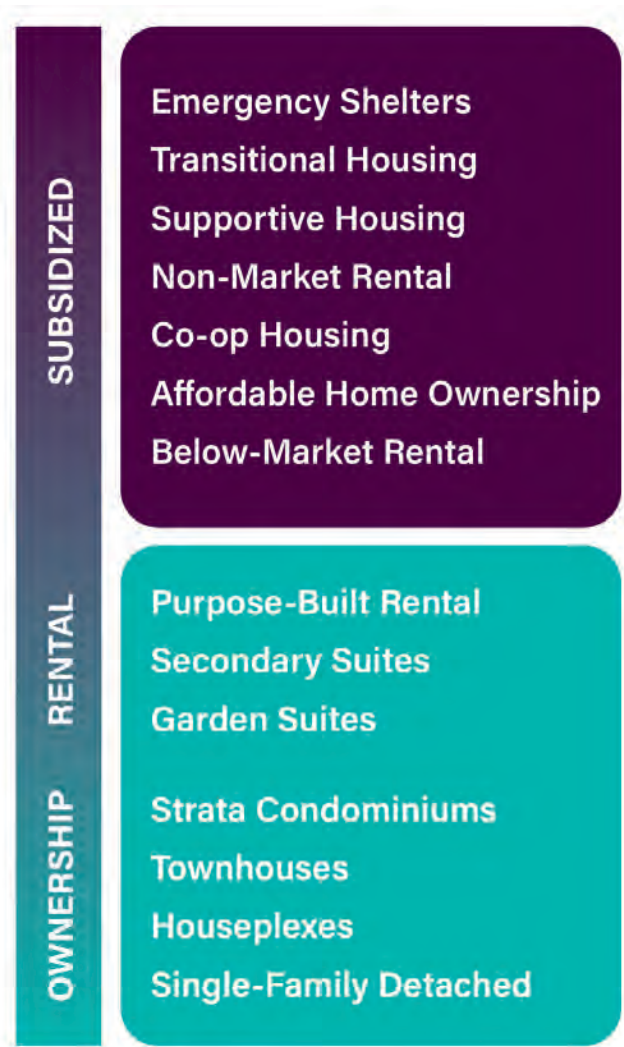 SUBSIDIZED
Emergency Shelters
Transitional Housing
Supportive Housing
Non-Market Rental
Co-op Housing
Affordable Home Ownership
Below-Market Rental
RENTAL
Purpose-Built Rental
Secondary Suites
Garden Suites
OWNERSHIP
Strata Condominiums
Townhouses
Houseplexes
Single-Family Detached